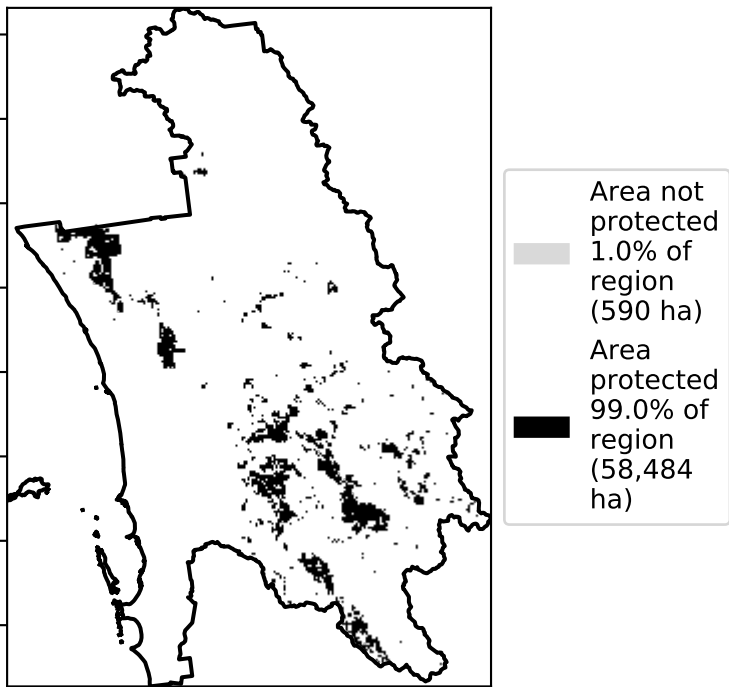 Area not
protected
1.0% of
region
(590 ha)
Area
protected
99.0% of
region
(58,484
ha)